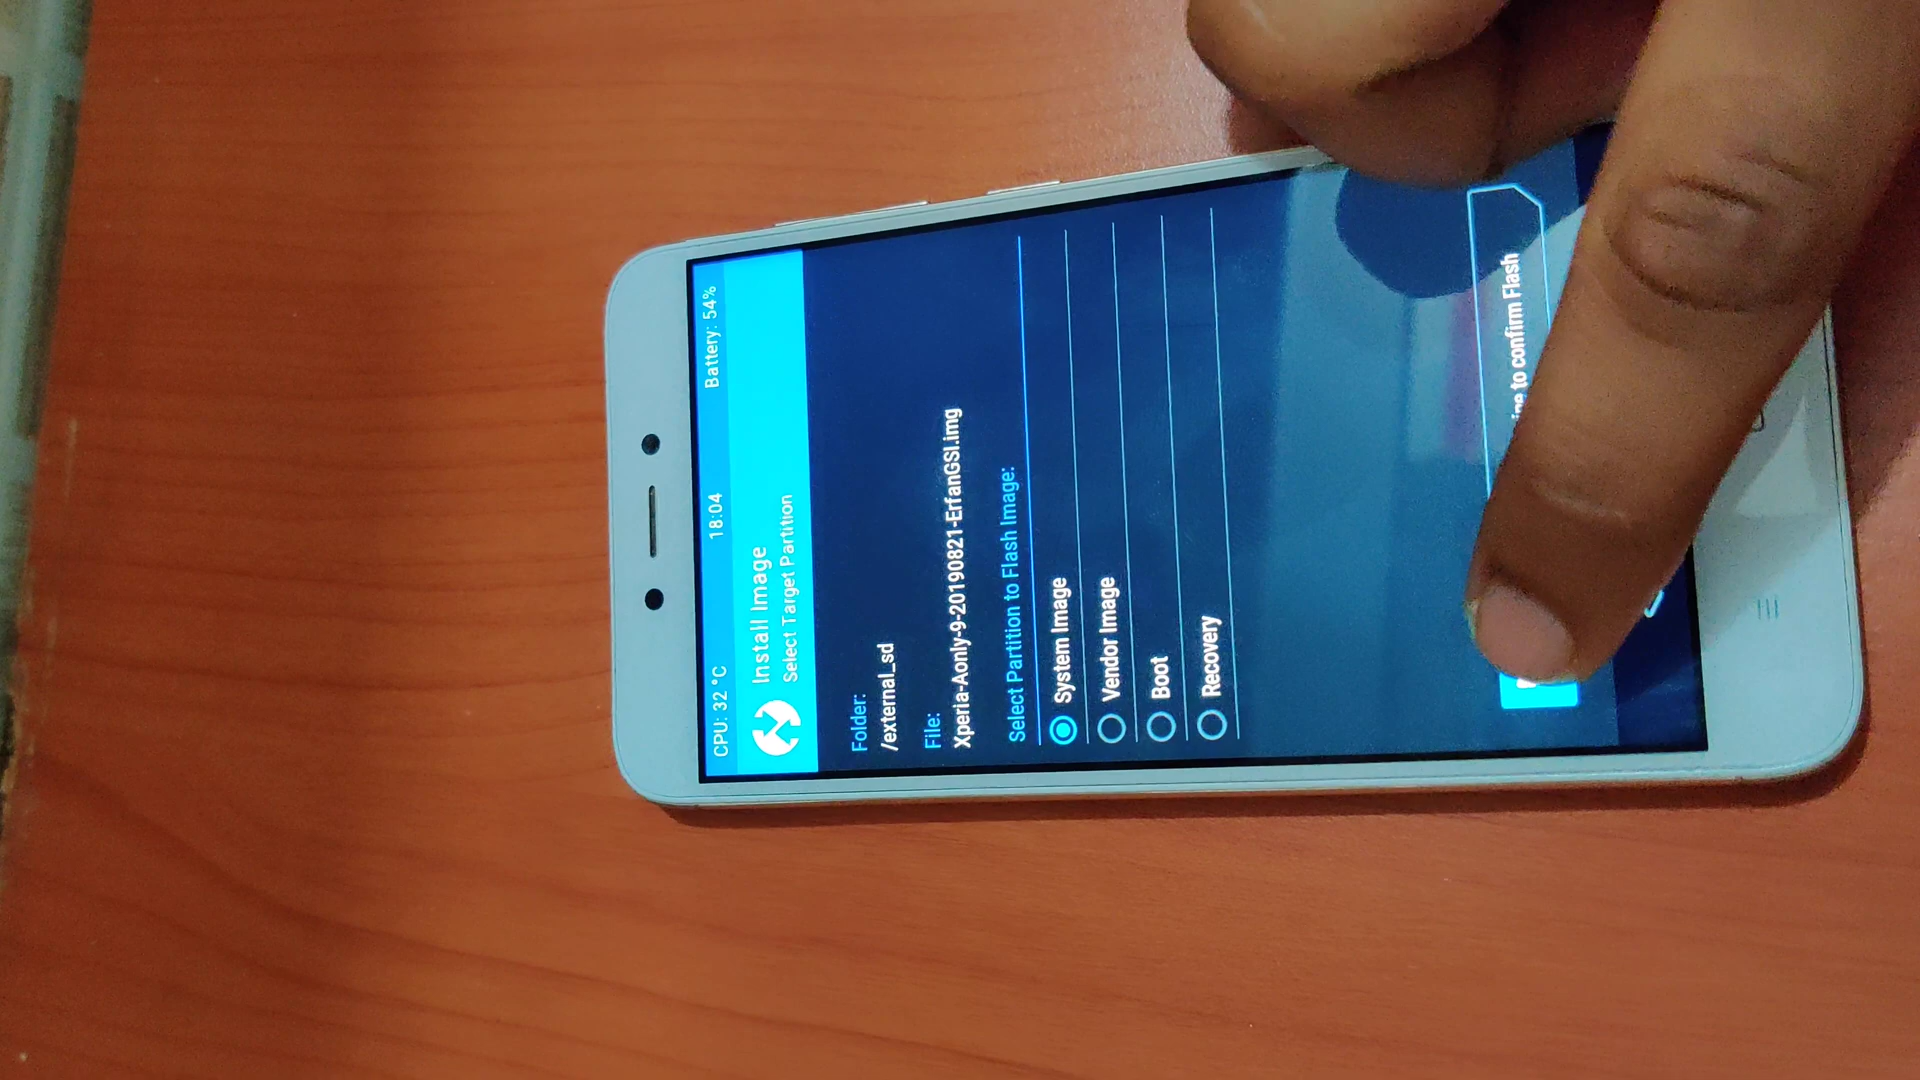 CPU: 32 °C 18:04 Battery: 54%
Install Image
Select Target Partition
Folder:
/external_sd
File:
Xperia-Aonly-9-20190821-ErfanGSI.img
Select Partition to Flash Image:
System Image
Vendor Image
Boot
Recovery
to confirm Flash